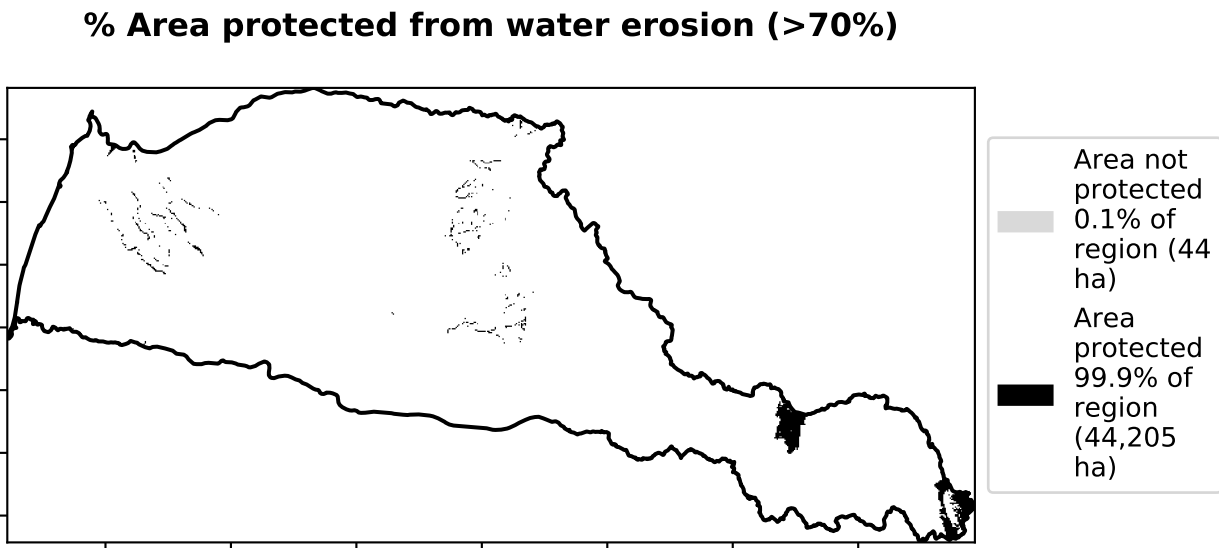 % Area protected from water erosion (>70%)
Area not
protected
0.1% of
region (44
ha)
Area
protected
99.9% of
region
(44,205
ha)